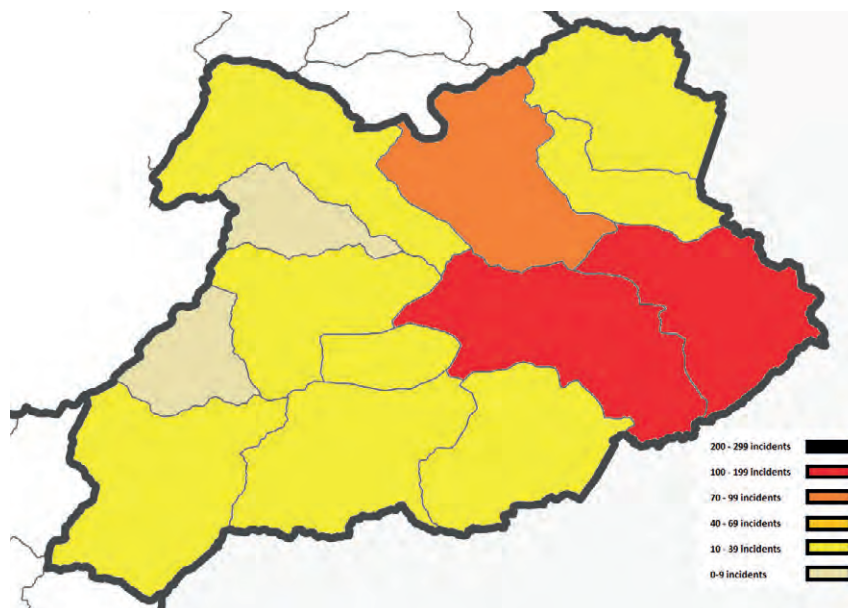 200 - 299 incidents
100 - 199 incidents
70 - 99 incidents
40 - 69 incidents
10 - 39 incidents
0-9 incidents